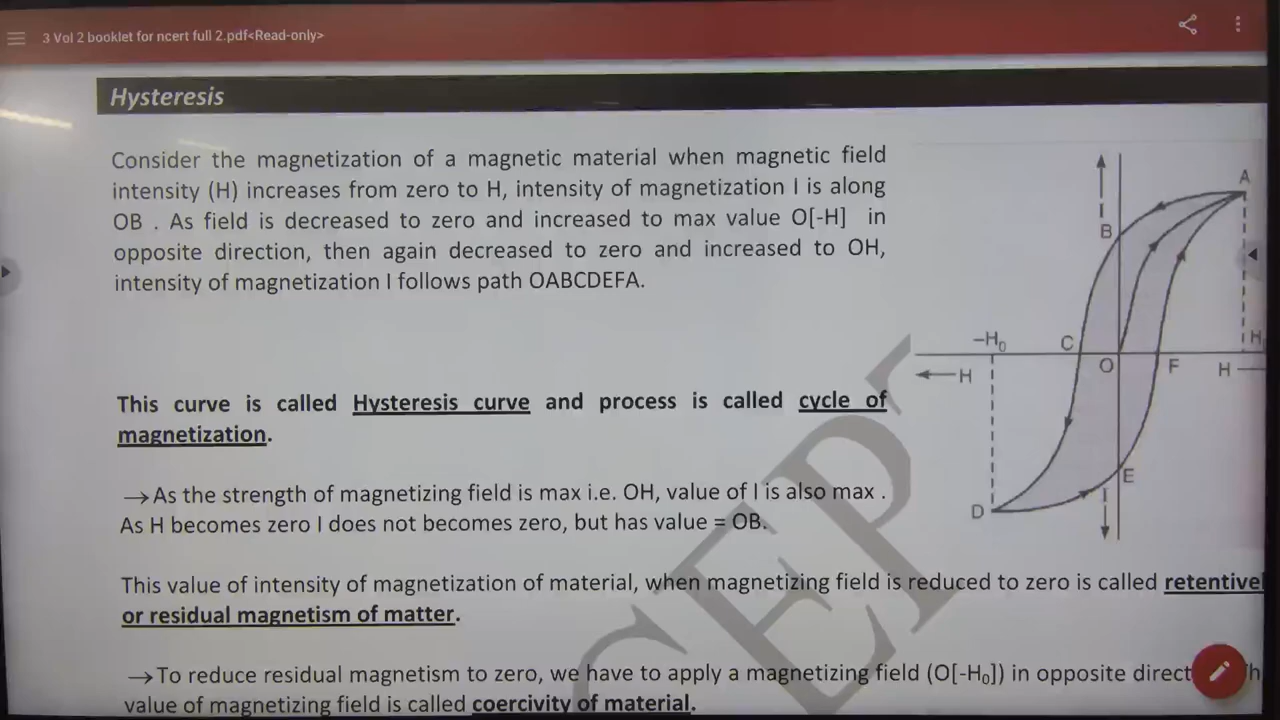 3 Vol 2 booklet for ncert full 2.pdf<Read-only>
Hysteresis
Consider the magnetization of a magnetic material when magnetic field
intensity (H) increases from zero to H, intensity of magnetization I is along
OB . As field is decreased to zero and increased to max value O[-H] in
opposite direction, then again decreased to zero and increased to OH,
intensity of magnetization I follows path OABCDEFA.
This curve is called Hysteresis curve and process is called cycle of
magnetization.
→As the strength of magnetizing field is max i.e. OH, value of I is also max .
As H becomes zero I does not becomes zero, but has value = OB.
This value of intensity of magnetization of material, when magnetizing field is reduced to zero is called retentive
or residual magnetism of matter.
→To reduce residual magnetism to zero, we have to apply a magnetizing field (O[-H₀]) in opposite direct
value of magnetizing field is called coercivity of material.
A
I
B
-H₀
C
H
O
F
H
H
E
D
I
CEPT